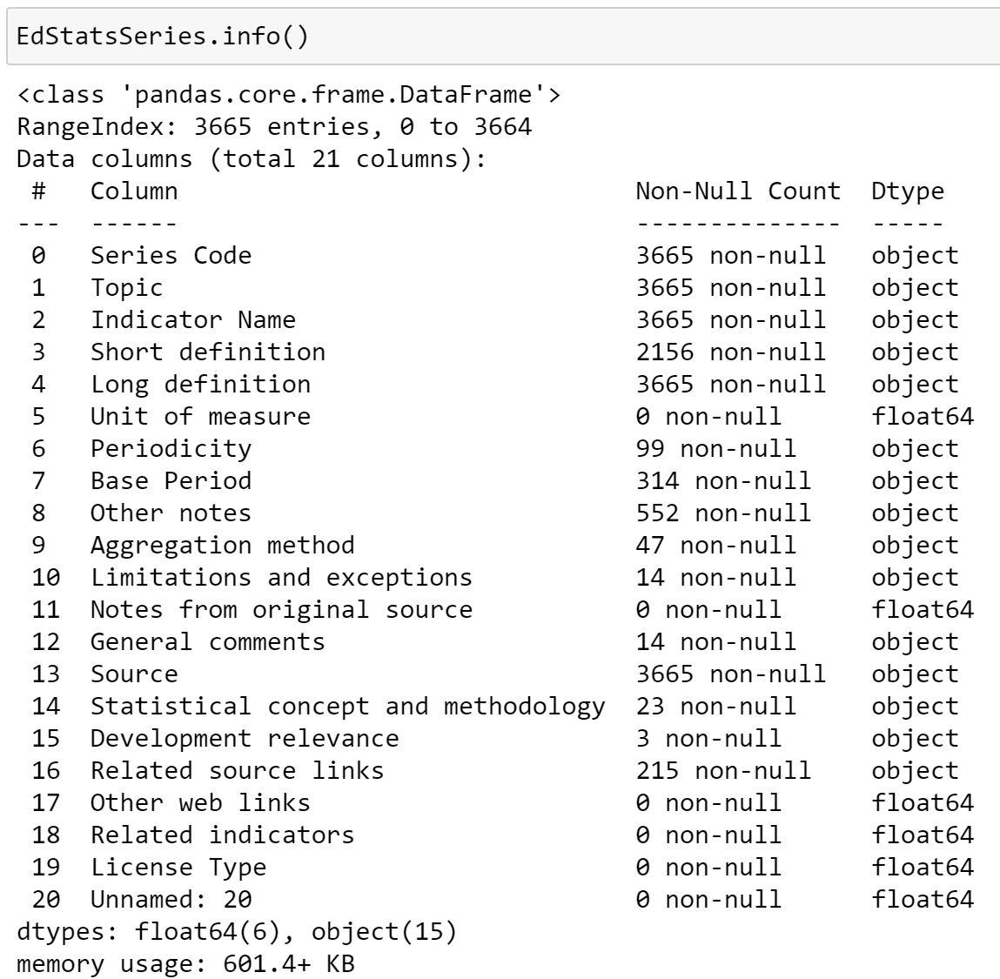 EdStatsSeries.info()
<class 'pandas.core.frame.DataFrame'>
RangeIndex: 3665 entries, 0 to 3664
Data columns (total 21 columns):
 #   Column                               Non-Null Count  Dtype
---  ------                               --------------  -----
 0   Series Code                          3665 non-null   object
 1   Topic                                3665 non-null   object
 2   Indicator Name                       3665 non-null   object
 3   Short definition                     2156 non-null   object
 4   Long definition                      3665 non-null   object
 5   Unit of measure                      0 non-null      float64
 6   Periodicity                          99 non-null     object
 7   Base Period                          314 non-null    object
 8   Other notes                          552 non-null    object
 9   Aggregation method                   47 non-null     object
 10  Limitations and exceptions           14 non-null     object
 11  Notes from original source           0 non-null      float64
 12  General comments                     14 non-null     object
 13  Source                               3665 non-null   object
 14  Statistical concept and methodology  23 non-null     object
 15  Development relevance                3 non-null      object
 16  Related source links                 215 non-null    object
 17  Other web links                      0 non-null      float64
 18  Related indicators                   0 non-null      float64
 19  License Type                         0 non-null      float64
 20  Unnamed: 20                          0 non-null      float64
dtypes: float64(6), object(15)
memory usage: 601.4+ KB